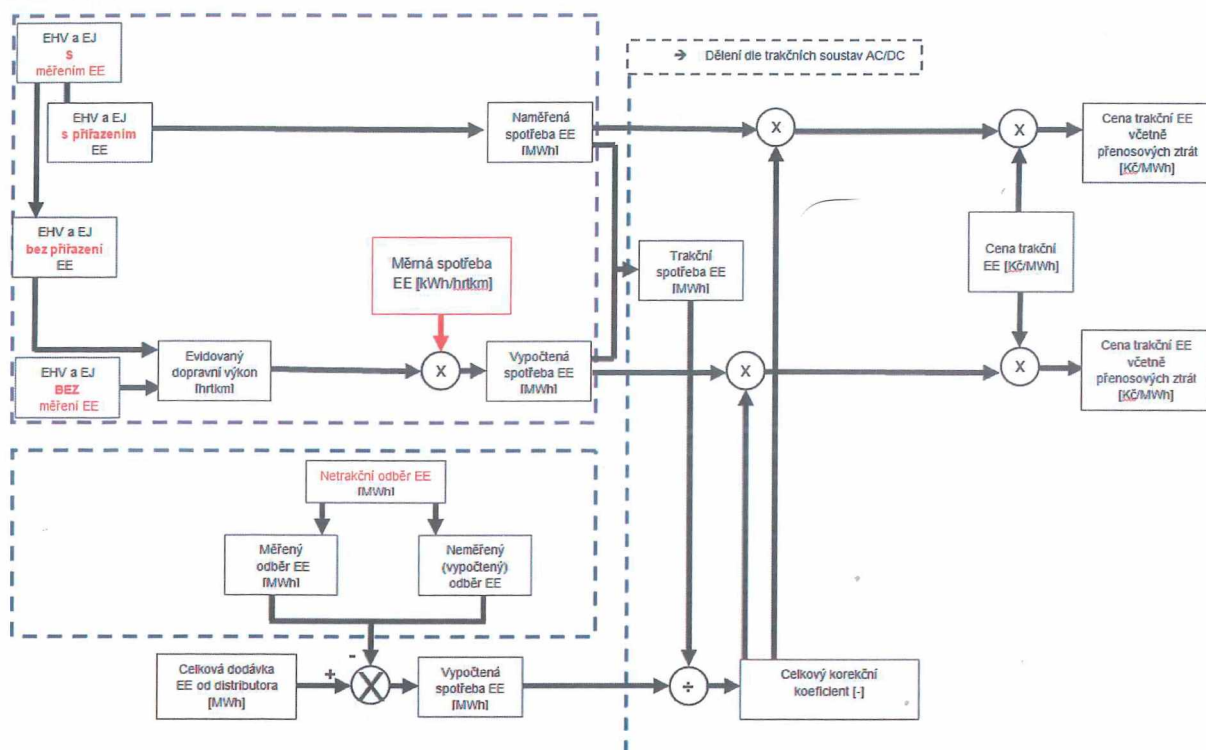 EHV a EJ
S
měřením EE
EHV a EJ
s přiřazením
EE
Naměřená
spotřeba EE
[MWh]
→ Dělení dle trakčních soustav AC/DC
X
X
Cena trakční EE
včetně
přenosových ztrát
[Kč/MWh]
EHV a EJ
bez přiřazení
EE
Měrná spotřeba
EE [kWh/hrtkm]
Trakční
spotřeba EE
[MWh]
Cena trakční
EE [Kč/MWh]
EHV a EJ
BEZ
měření EE
Evidovaný
dopravní výkon
[hrtkm]
X
Vypočtená
spotřeba EE
[MWh]
X
X
Cena trakční EE
včetně
přenosových ztrát
[Kč/MWh]
Netrakční odběr EE
[MWh]
Měřený
odběr EE
[MWh]
Neměřený
(vypočtený)
odběr EE
Celková dodávka
EE od distributora
[MWh]
+
-
X
Vypočtená
spotřeba EE
[MWh]
÷
Celkový korekční
koeficient [-]